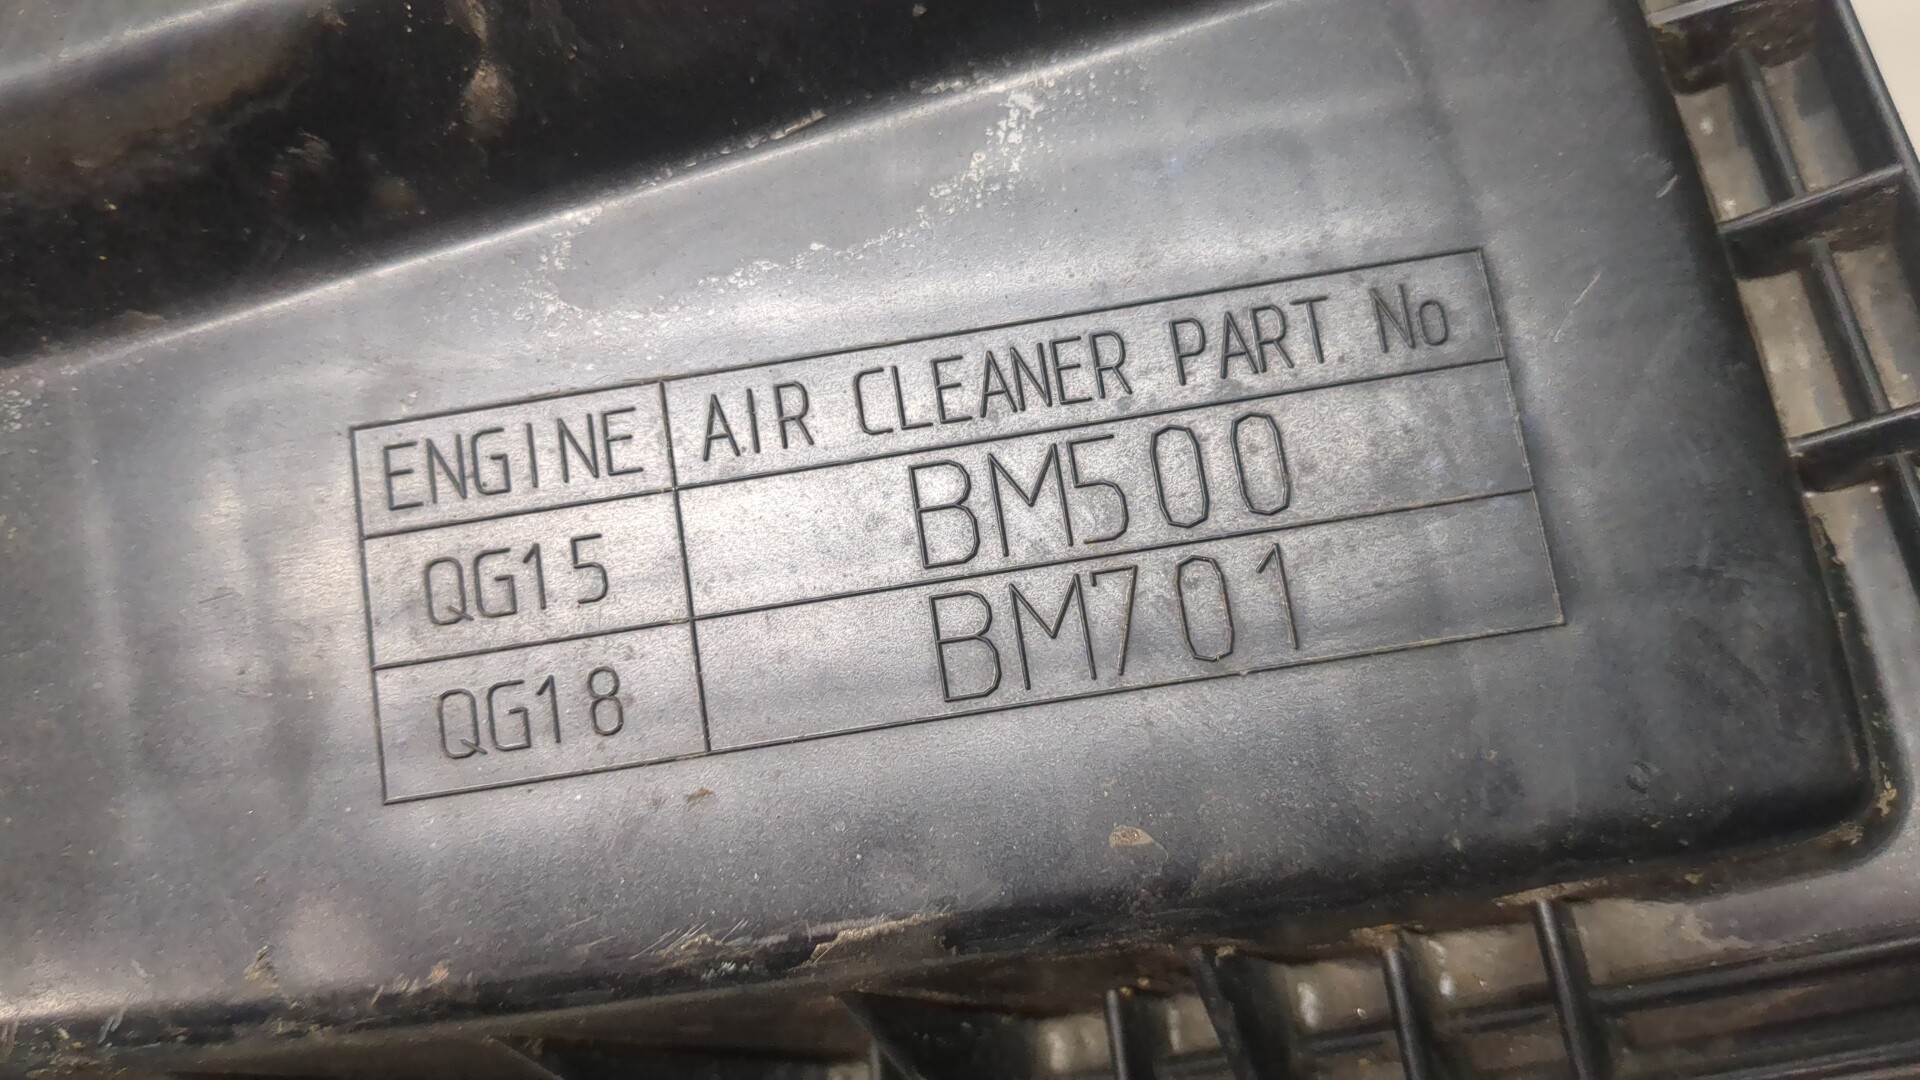 ENGINE AIR CLEANER PART No
QG15 BM500
QG18 BM701